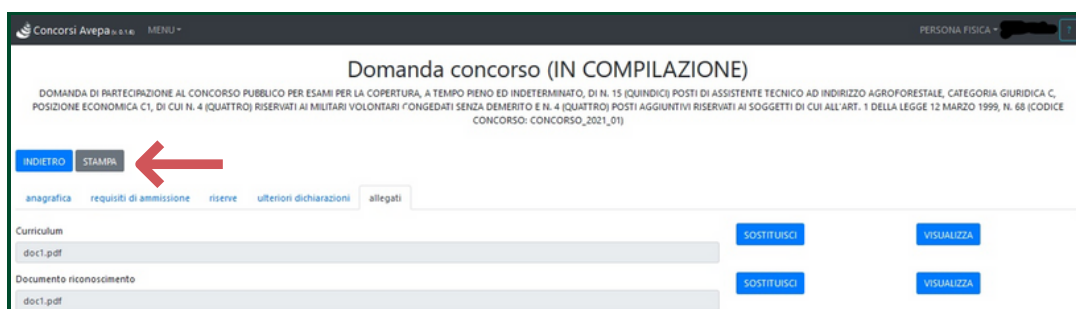 Concorsi Avepa (v. 0.1.6) MENU
PERSONA FISICA ?
Domanda concorso (IN COMPILAZIONE)
DOMANDA DI PARTECIPAZIONE AL CONCORSO PUBBLICO PER ESAMI PER LA COPERTURA, A TEMPO PIENO ED INDETERMINATO, DI N. 15 (QUINDICI) POSTI DI ASSISTENTE TECNICO AD INDIRIZZO AGROFORESTALE, CATEGORIA GIURIDICA C,
POSIZIONE ECONOMICA C1, DI CUI N. 4 (QUATTRO) RISERVATI AI MILITARI VOLONTARI CONGEDATI SENZA DEMERITO E N. 4 (QUATTRO) POSTI AGGIUNTIVI RISERVATI AI SOGGETTI DI CUI ALL'ART. 1 DELLA LEGGE 12 MARZO 1999, N. 68 (CODICE
CONCORSO: CONCORSO_2021_01)
INDIETRO STAMPA
anagrafica requisiti di ammissione riserve ulteriori dichiarazioni allegati
Curriculum
doc1.pdf
SOSTITUISCI VISUALIZZA
Documento riconoscimento
doc1.pdf
SOSTITUISCI VISUALIZZA